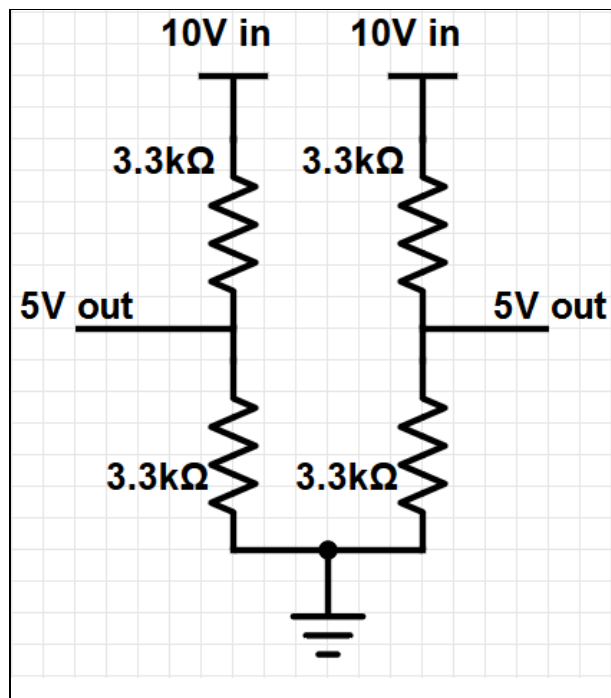 10V in 10V in
3.3kΩ 3.3kΩ
5V out 5V out
3.3kΩ 3.3kΩ